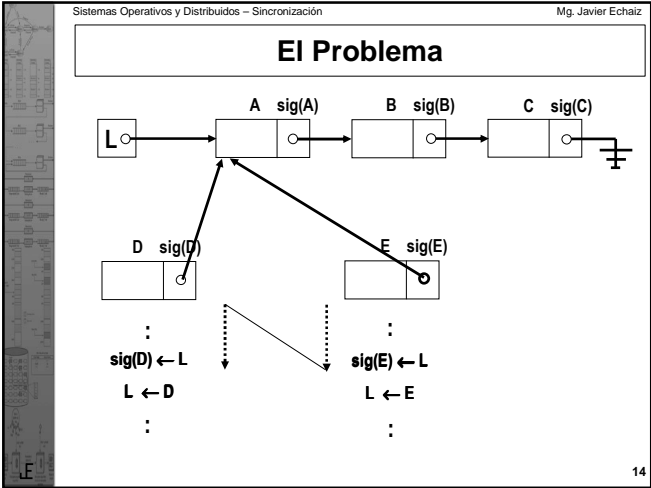 Sistemas Operativos y Distribuidos – Sincronización Mg. Javier Echaiz
El Problema
A sig(A) B sig(B) C sig(C)
L
D sig(D) E sig(E)
: :
sig(D) ← L sig(E) ← L
L ← D L ← E
: :
14